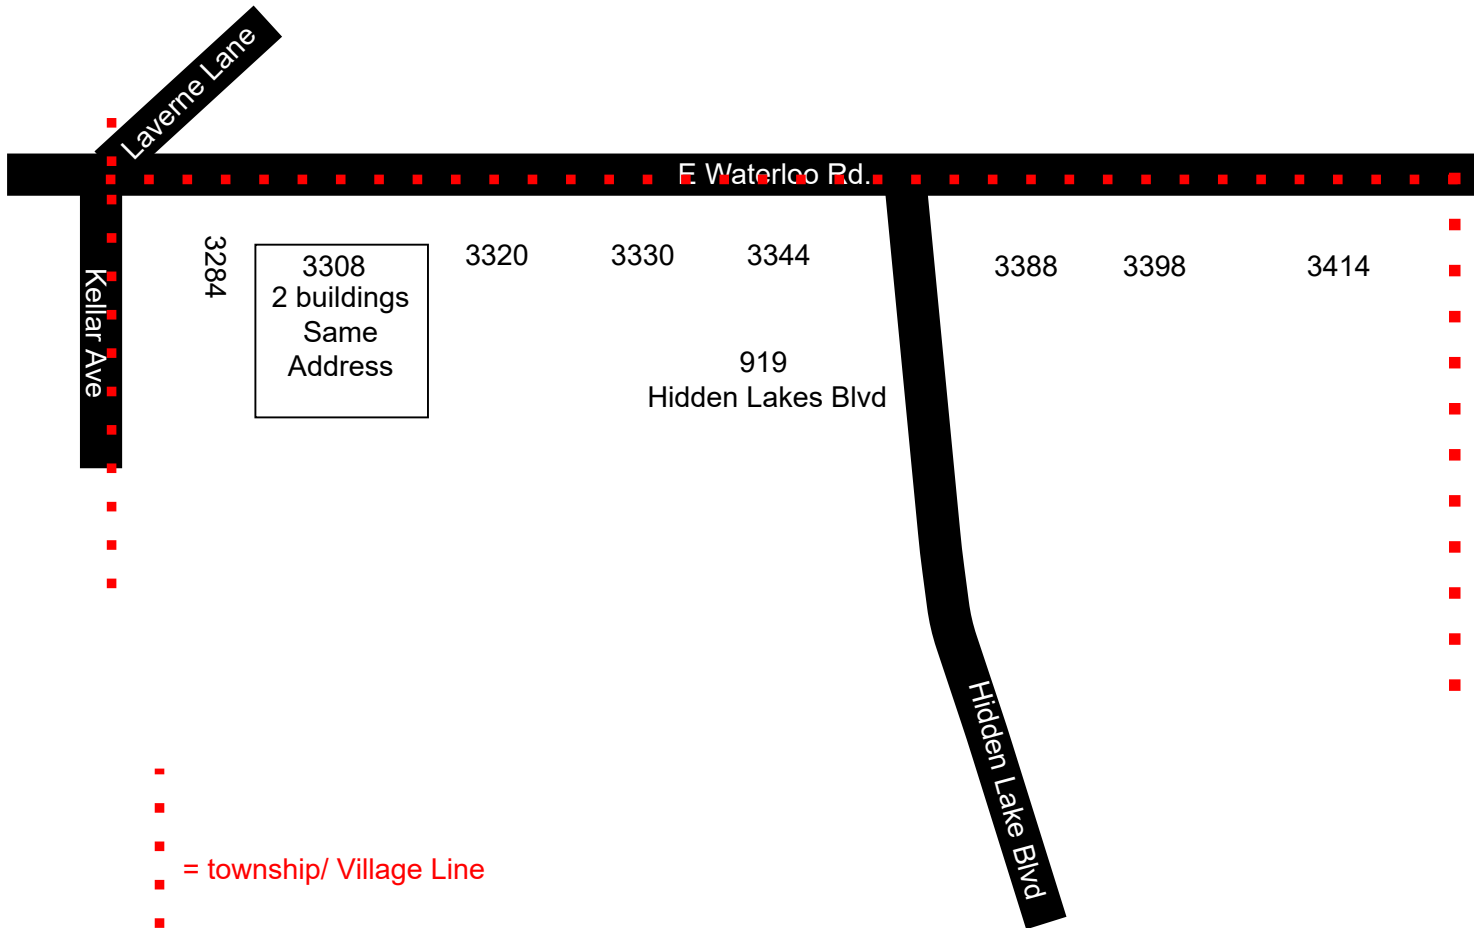 Laverne Lane
E Waterloo Rd.
Kellar Ave
3284
3308
2 buildings
Same
Address
3320
3330
3344
3388
3398
3414
919
Hidden Lakes Blvd
Hidden Lake Blvd
= township/ Village Line